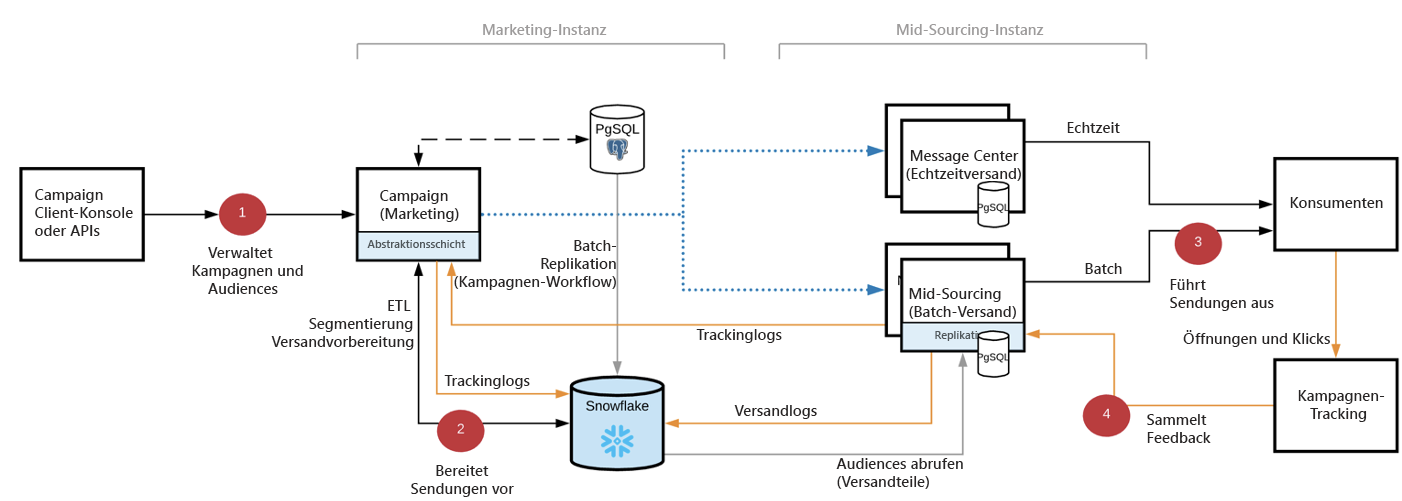 Marketing-Instanz
Mid-Sourcing-Instanz
PgSQL
Campaign
Client-Konsole
oder APIs
1
Verwaltet
Kampagnen und
Audiences
Campaign
(Marketing)
Abstraktionsschicht
Batch-
Replikation
(Kampagnen-Workflow)
Message Center
(Echtzeitversand)
PgSQL
Echtzeit
Konsumenten
Mid-Sourcing
(Batch-Versand)
PgSQL
Batch
3
Führt
Sendungen aus
ETL
Segmentierung
Versandvorbereitung
Trackinglogs
Öffnungen und Klicks
Trackinglogs
Snowflake
Versandlogs
2
Bereitet
Sendungen vor
Audiences abrufen
(Versandteile)
4
Sammelt
Feedback
Kampagnen-
Tracking